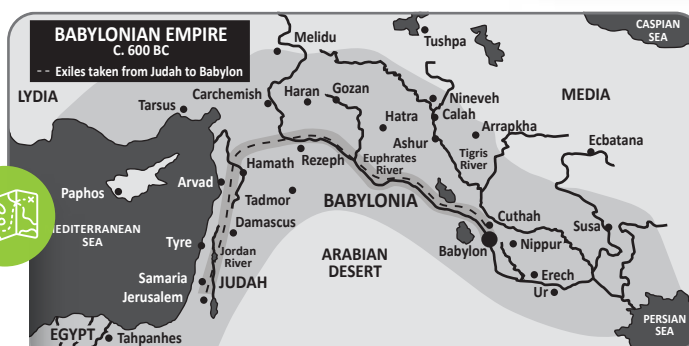 BABYLONIAN EMPIRE
C. 600 BC
-- Exiles taken from Judah to Babylon
CASPIAN
SEA
Melidu
Tushpa
LYDIA
Tarsus
Carchemish
Haran
Gozan
Nineveh
Calah
MEDIA
Hatra
Arrapkha
Ashur
Ecbatana
Tigris
River
Hamath
Rezeph
Euphrates
River
Paphos
Arvad
Tadmor
BABYLONIA
Cuthah
Susa
EDITERRANEAN
SEA
Damascus
Tyre
Jordan
River
ARABIAN
DESERT
Babylon
Nippur
Samaria
JUDAH
Erech
Jerusalem
Ur
PERSIAN
SEA
EGYPT
Tahpanhes